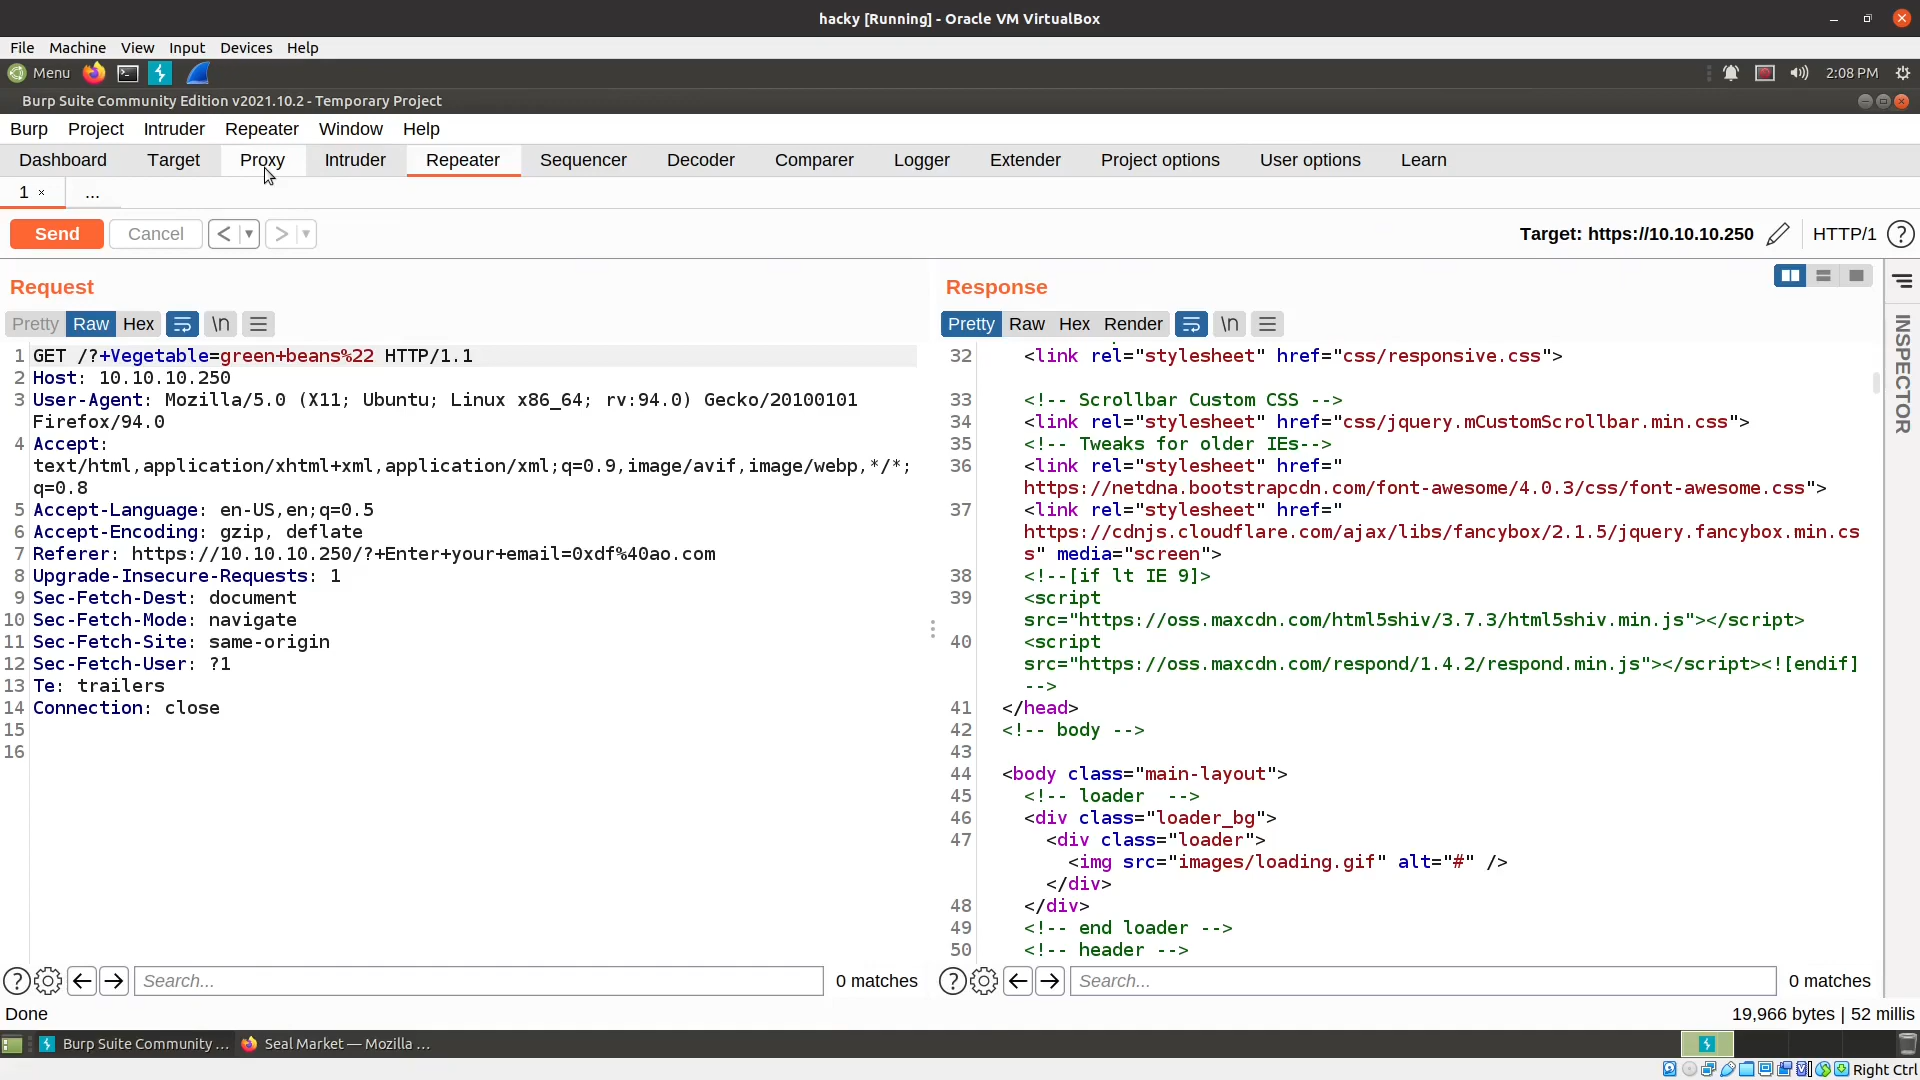 hacky [Running] - Oracle VM VirtualBox
File Machine View Input Devices Help
Menu 2:08 PM
Burp Suite Community Edition v2021.10.2 - Temporary Project
Burp Project Intruder Repeater Window Help
Dashboard Target Proxy Intruder Repeater Sequencer Decoder Comparer Logger Extender Project options User options Learn
1 × ...
Send Cancel < > Target: https://10.10.10.250 HTTP/1 ?
Request
Pretty Raw Hex \n
1 GET /?+Vegetable=green+beans%22 HTTP/1.1
2 Host: 10.10.10.250
3 User-Agent: Mozilla/5.0 (X11; Ubuntu; Linux x86_64; rv:94.0) Gecko/20100101
Firefox/94.0
4 Accept:
text/html,application/xhtml+xml,application/xml;q=0.9,image/avif,image/webp,*/*;
q=0.8
5 Accept-Language: en-US,en;q=0.5
6 Accept-Encoding: gzip, deflate
7 Referer: https://10.10.10.250/?+Enter+your+email=0xdf%40ao.com
8 Upgrade-Insecure-Requests: 1
9 Sec-Fetch-Dest: document
10 Sec-Fetch-Mode: navigate
11 Sec-Fetch-Site: same-origin
12 Sec-Fetch-User: ?1
13 Te: trailers
14 Connection: close
15
16
? Search... 0 matches
Response
Pretty Raw Hex Render \n
32 <link rel="stylesheet" href="css/responsive.css">
33 <!-- Scrollbar Custom CSS -->
34 <link rel="stylesheet" href="css/jquery.mCustomScrollbar.min.css">
35 <!-- Tweaks for older IEs-->
36 <link rel="stylesheet" href="
https://netdna.bootstrapcdn.com/font-awesome/4.0.3/css/font-awesome.css">
37 <link rel="stylesheet" href="
https://cdnjs.cloudflare.com/ajax/libs/fancybox/2.1.5/jquery.fancybox.min.cs
s" media="screen">
38 <!--[if lt IE 9]>
39 <script
src="https://oss.maxcdn.com/html5shiv/3.7.3/html5shiv.min.js"></script>
40 <script
src="https://oss.maxcdn.com/respond/1.4.2/respond.min.js"></script><![endif]
-->
41 </head>
42 <!-- body -->
43
44 <body class="main-layout">
45 <!-- loader  -->
46 <div class="loader_bg">
47 <div class="loader">
<img src="images/loading.gif" alt="#" />
</div>
48 </div>
49 <!-- end loader -->
50 <!-- header -->
? Search... 0 matches
INSPECTOR
Done 19,966 bytes | 52 millis
Burp Suite Community ... Seal Market — Mozilla ...
Right Ctrl